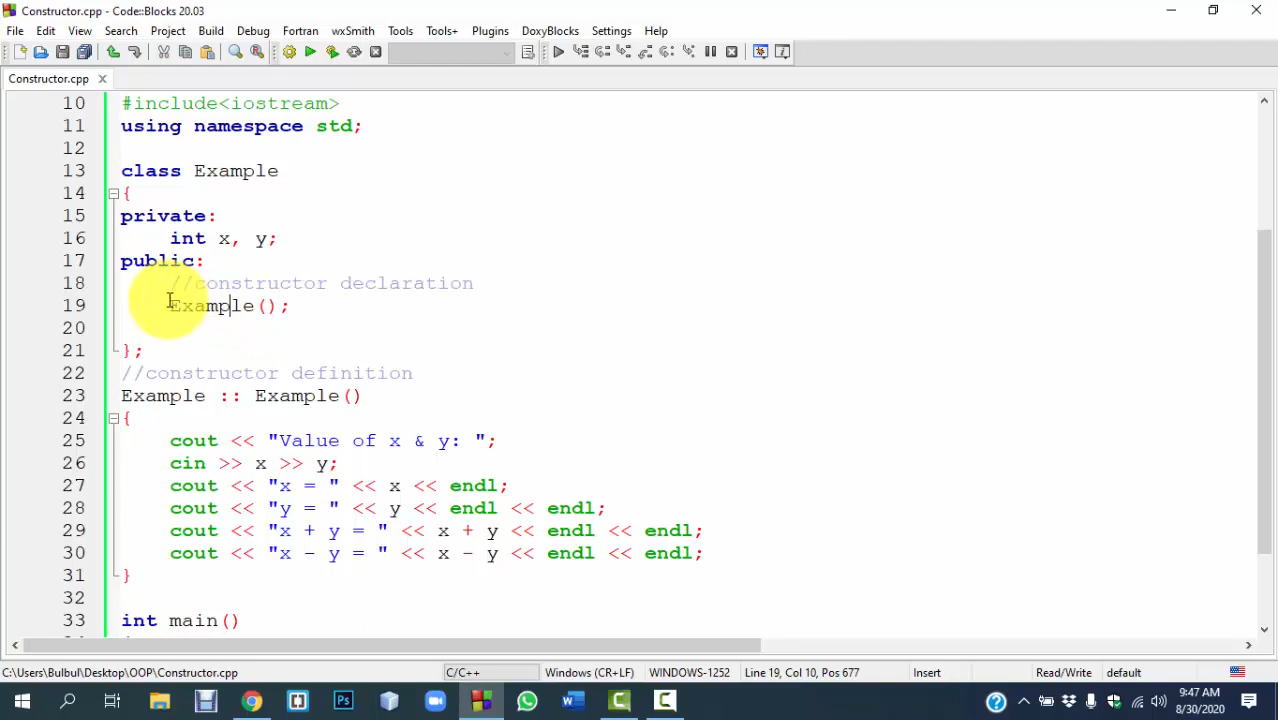 Constructor.cpp - Code::Blocks 20.03
File Edit View Search Project Build Debug Fortran wxSmith Tools Tools+ Plugins DoxyBlocks Settings Help
Constructor.cpp
10 #include<iostream>
11 using namespace std;
12
13 class Example
14 {
15 private:
16 int x, y;
17 public:
18 //constructor declaration
19 Example();
20
21 };
22 //constructor definition
23 Example :: Example()
24 {
25 cout << "Value of x & y: ";
26 cin >> x >> y;
27 cout << "x = " << x << endl;
28 cout << "y = " << y << endl << endl;
29 cout << "x + y = " << x + y << endl << endl;
30 cout << "x - y = " << x - y << endl << endl;
31 }
32
33 int main()
C:\Users\Bulbul\Desktop\OOP\Constructor.cpp C/C++ Windows (CR+LF) WINDOWS-1252 Line 19, Col 10, Pos 677 Insert Read/Write default
Ps
9:47 AM
8/30/2020